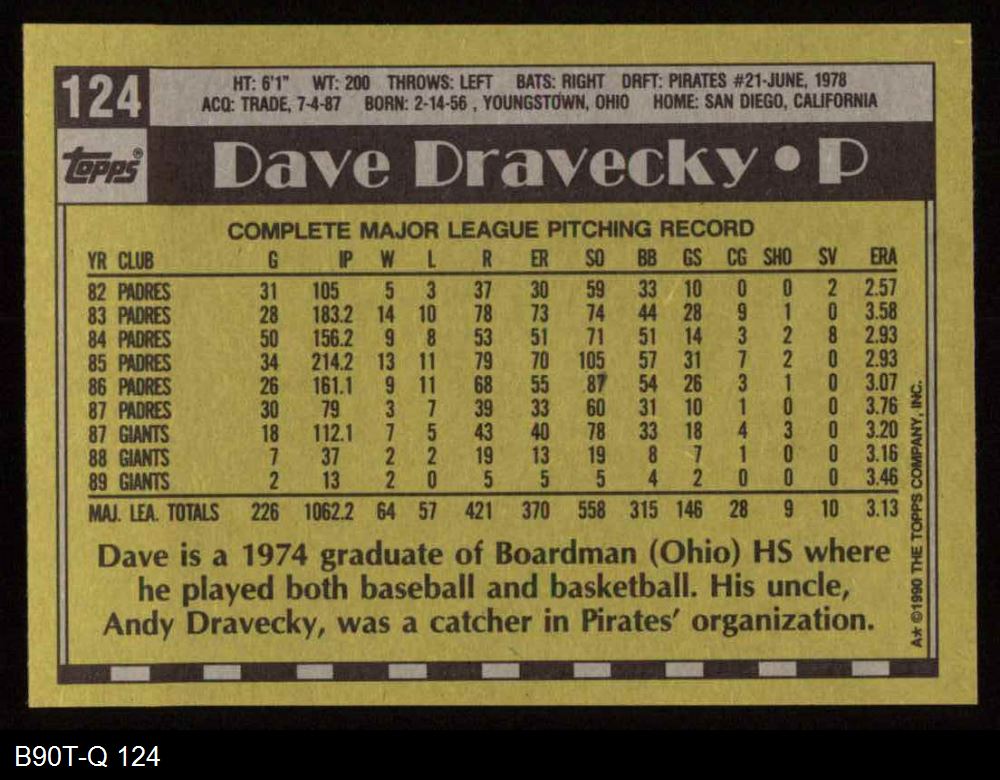 124
HT: 6'1" WT: 200 THROWS: LEFT BATS: RIGHT DRFT: PIRATES #21-JUNE, 1978
ACQ: TRADE, 7-4-87 BORN: 2-14-56 , YOUNGSTOWN, OHIO HOME: SAN DIEGO, CALIFORNIA
topps®
Dave Dravecky • P
COMPLETE MAJOR LEAGUE PITCHING RECORD
YR CLUB G IP W L R ER SO BB GS CG SHO SV ERA
82 PADRES 31 105 5 3 37 30 59 33 10 0 0 2 2.57
83 PADRES 28 183.2 14 10 78 73 74 44 28 9 1 0 3.58
84 PADRES 50 156.2 9 8 53 51 71 51 14 3 2 8 2.93
85 PADRES 34 214.2 13 11 79 70 105 57 31 7 2 0 2.93
86 PADRES 26 161.1 9 11 68 55 87 54 26 3 1 0 3.07
87 PADRES 30 79 3 7 39 33 60 31 10 1 0 0 3.76
87 GIANTS 18 112.1 7 5 43 40 78 33 18 4 3 0 3.20
88 GIANTS 7 37 2 2 19 13 19 8 7 1 0 0 3.16
89 GIANTS 2 13 2 0 5 5 5 4 2 0 0 0 3.46
MAJ. LEA. TOTALS 226 1062.2 64 57 421 370 558 315 146 28 9 10 3.13
Dave is a 1974 graduate of Boardman (Ohio) HS where
he played both baseball and basketball. His uncle,
Andy Dravecky, was a catcher in Pirates' organization.
A* ©1990 THE TOPPS COMPANY, INC.
B90T-Q 124